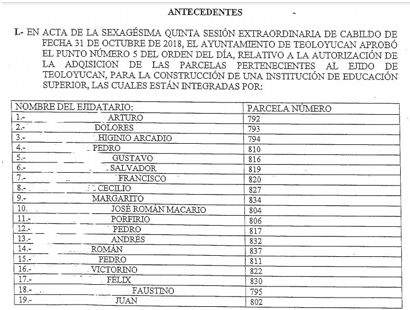 ANTECEDENTES
I.- EN ACTA DE LA SEXAGÉSIMA QUINTA SESIÓN EXTRAORDINARIA DE CABILDO DE
FECHA 31 DE OCTUBRE DE 2018, EL AYUNTAMIENTO DE TEOLOYUCAN APROBÓ
EL PUNTO NÚMERO 5 DEL ORDEN DEL DÍA, RELATIVO A LA AUTORIZACIÓN DE
LA ADQISICION DE LAS PARCELAS PERTENECIENTES AL EJIDO DE
TEOLOYUCAN, PARA LA CONSTRUCCIÓN DE UNA INSTITUCIÓN DE EDUCACIÓN
SUPERIOR, LAS CUALES ESTÁN INTEGRADAS POR:
NOMBRE DEL EJIDATARIO: PARCELA NÚMERO
1.- ARTURO 792
2.- DOLORES 793
3.- HIGINIO ARCADIO 794
4.- PEDRO 810
5.- GUSTAVO 816
6.- SALVADOR 819
7.- FRANCISCO 820
8.- CECILIO 827
9.- MARGARITO 834
10. JOSÉ ROMÁN MACARIO 804
11.- PORFIRIO 806
12.- PEDRO 817
13.- ANDRÉS 832
14.- ROMÁN 837
15.- PEDRO 811
16.- VICTORINO 822
17.- FÉLIX 830
18.- FAUSTINO 795
19.- JUAN 802